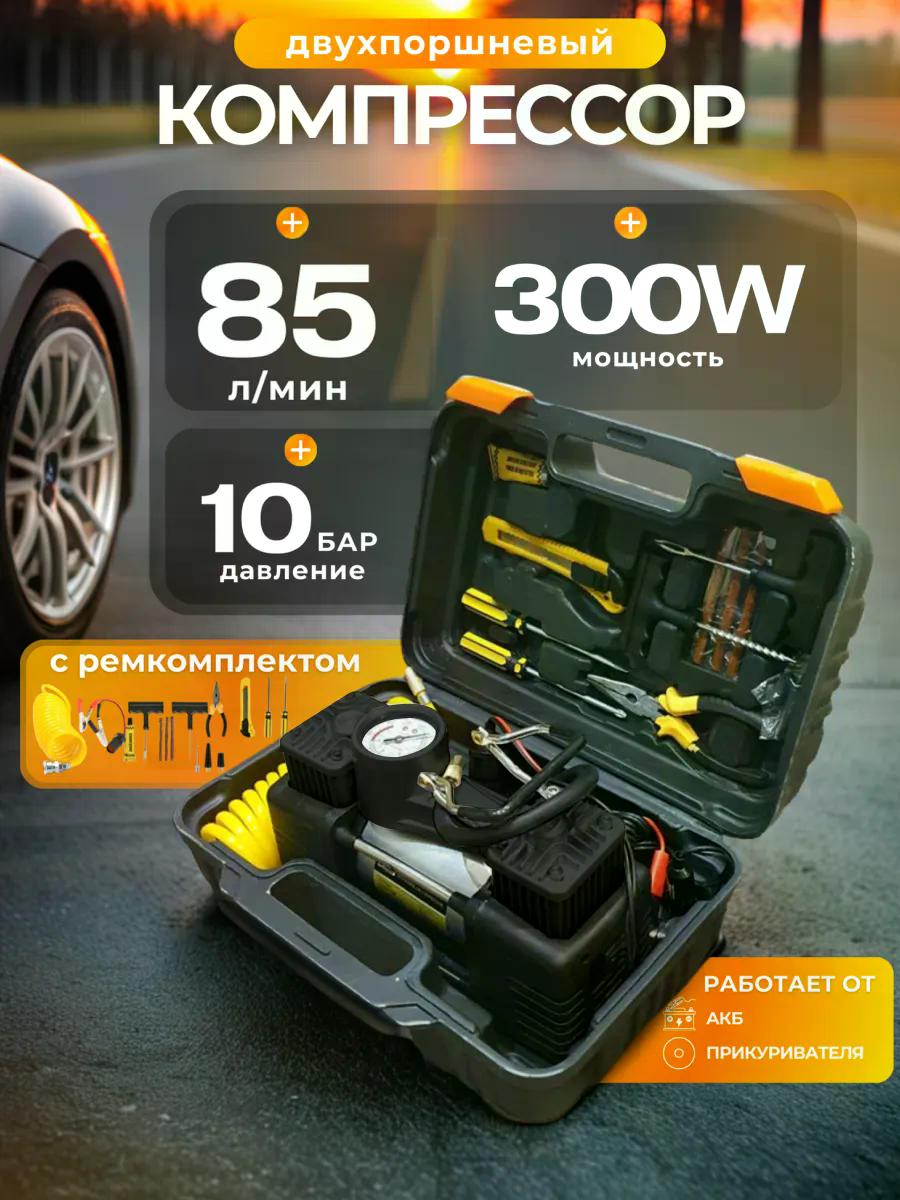 двухпоршневый
КОМПРЕССОР
85
л/мин
300W
мощность
10 БАР
давление
с ремкомплектом
РАБОТАЕТ ОТ
АКБ
ПРИКУРИВАТЕЛЯ